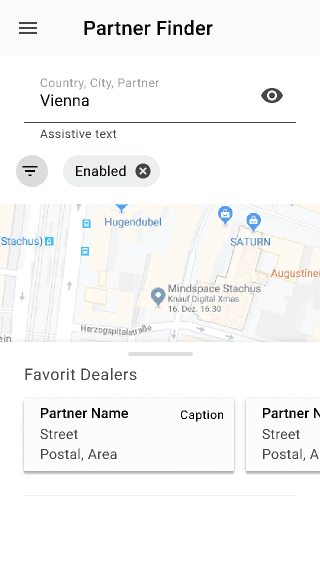 Partner Finder
Country, City, Partner
Vienna
Assistive text
Enabled
Hugendubel
Stachus)
SATURN
Augustiner
Mindspace Stachus
Knauf Digital Xmas
16. Dez. 16:30
Herzogspitalstraße
ein
Favorit Dealers
Partner Name
Caption
Street
Postal, Area
Partner N
Street
Postal, A